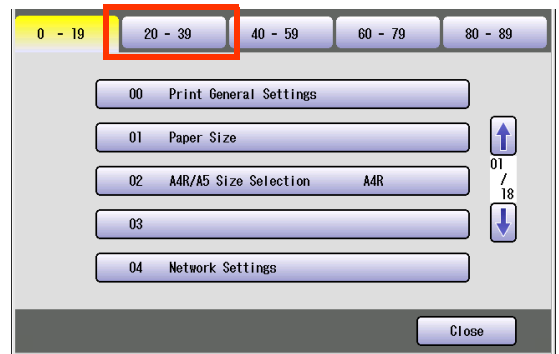 0 - 19 20 - 39 40 - 59 60 - 79 80 - 89
00 Print General Settings
01 Paper Size
02 A4R/A5 Size Selection A4R
03
04 Network Settings
01
/
18
Close